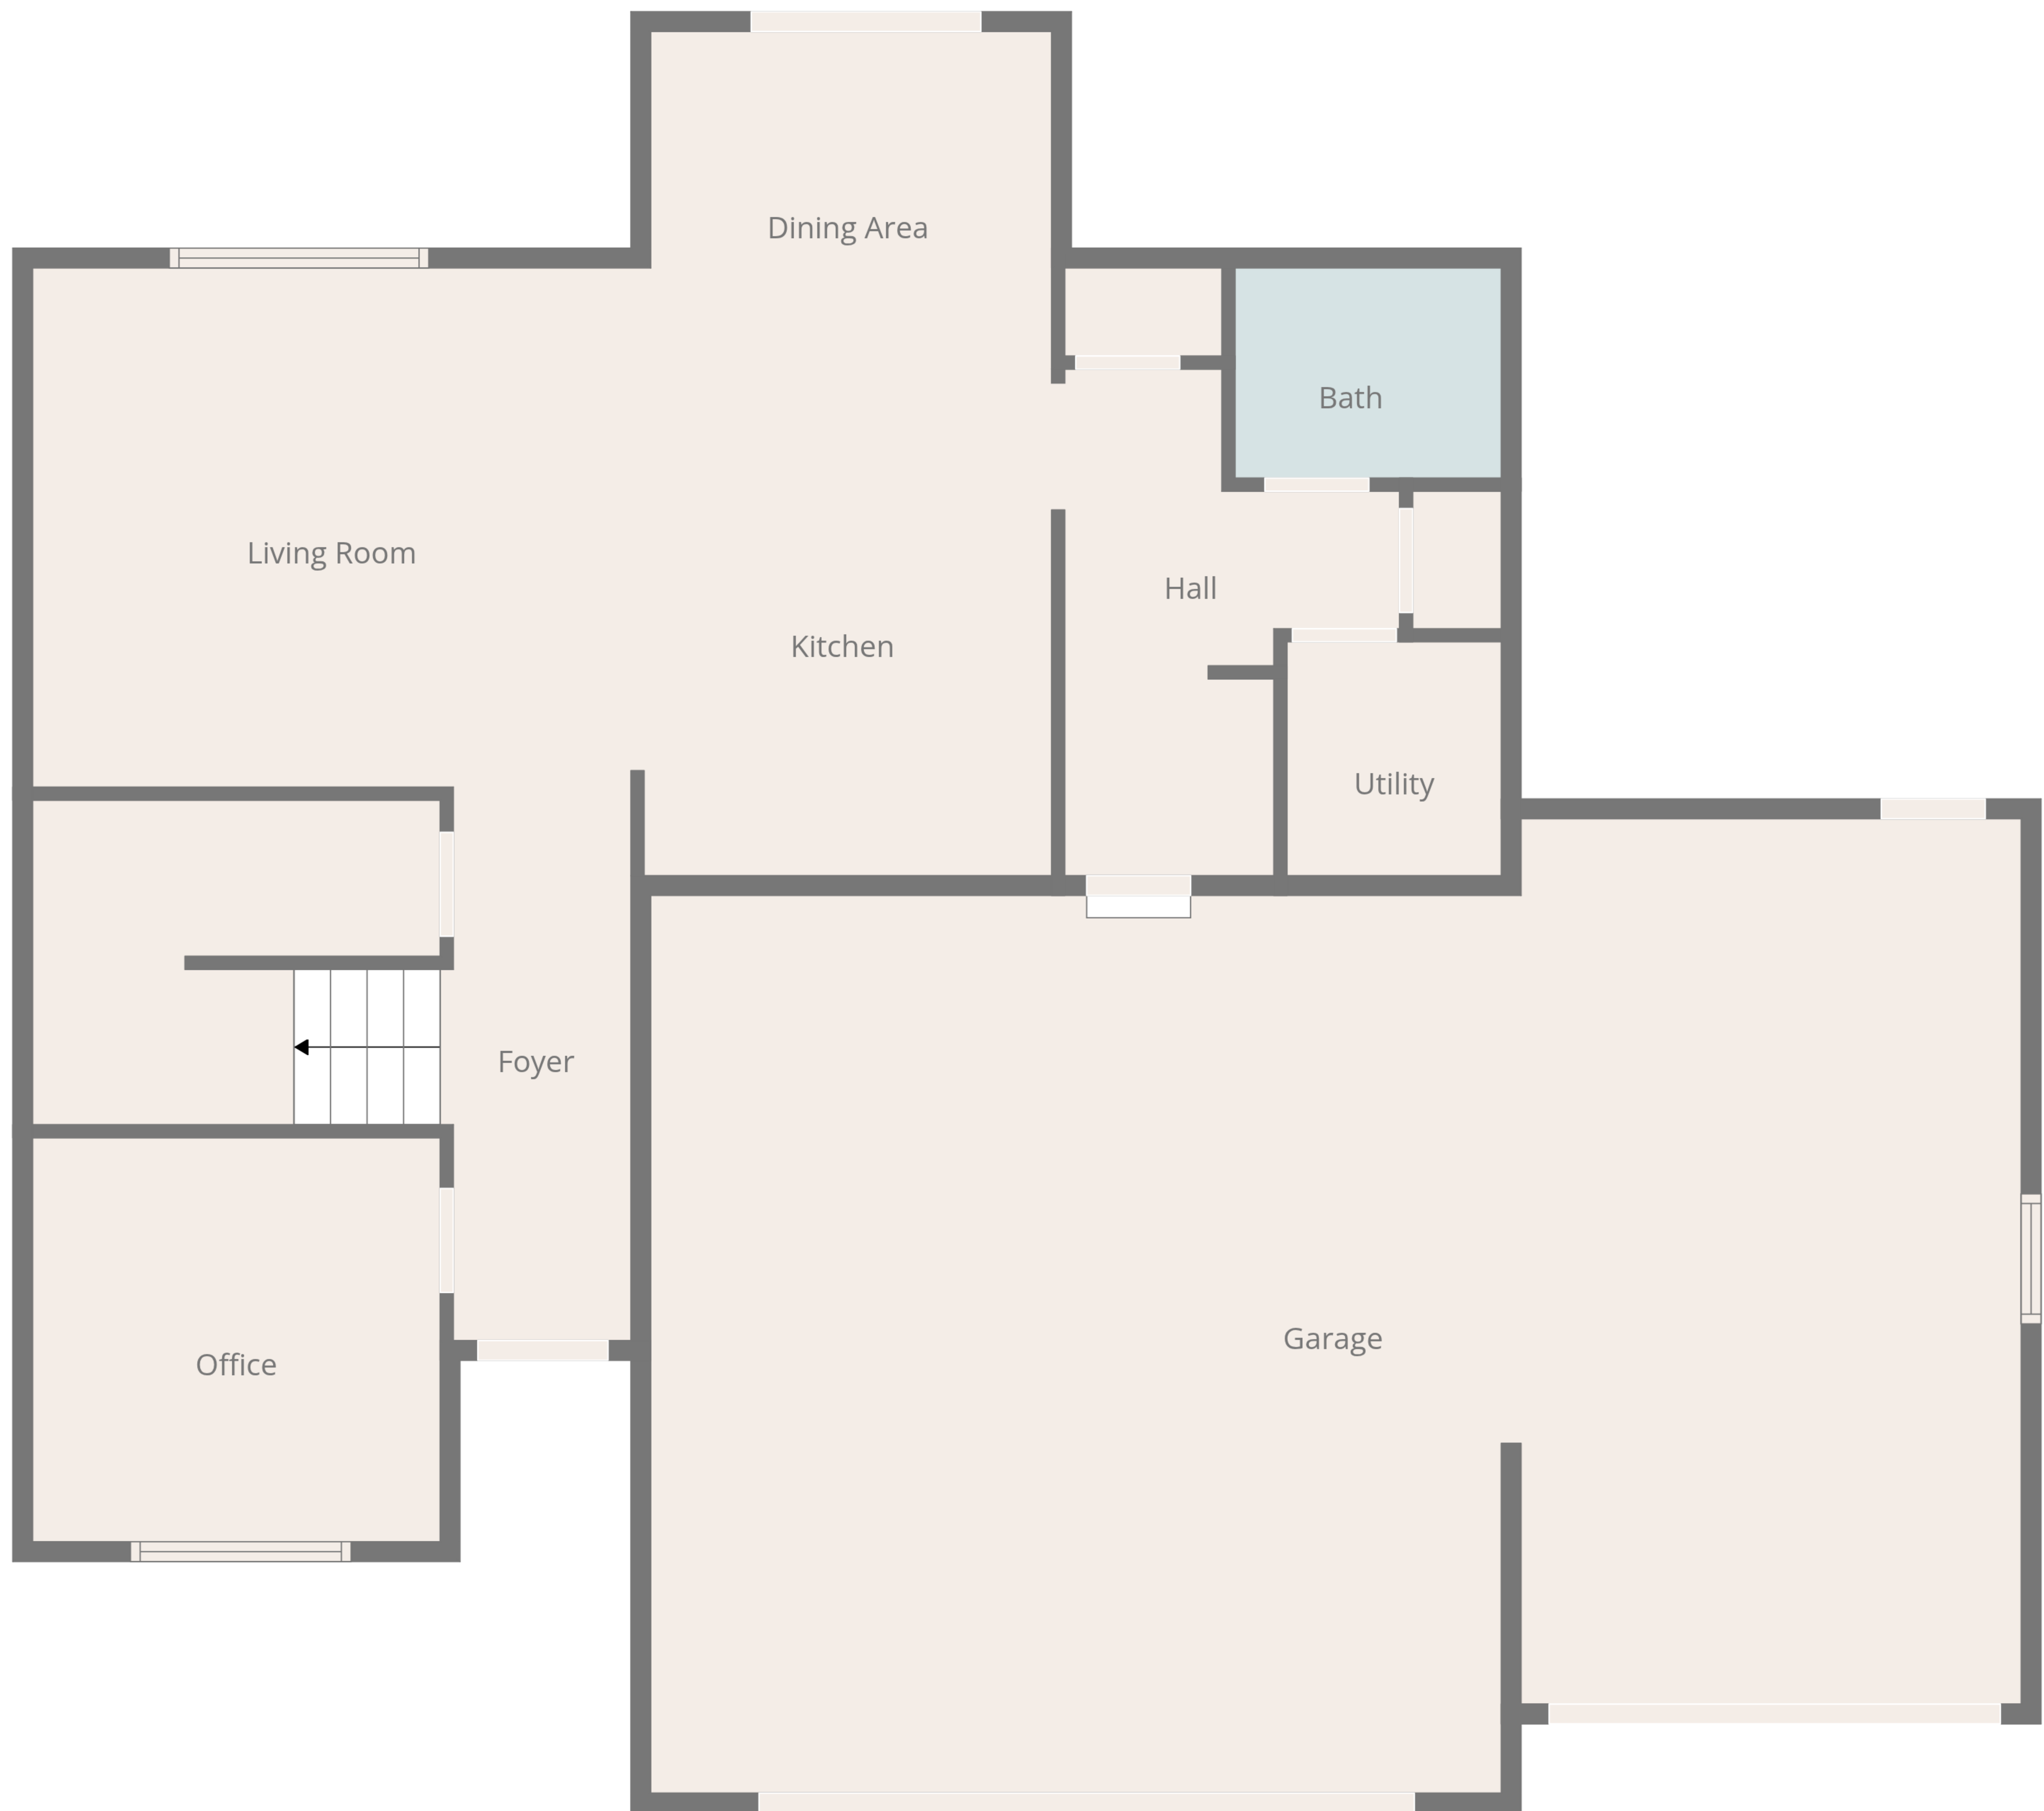 Dining Area
Bath
Living Room
Hall
Kitchen
Utility
Foyer
Garage
Office